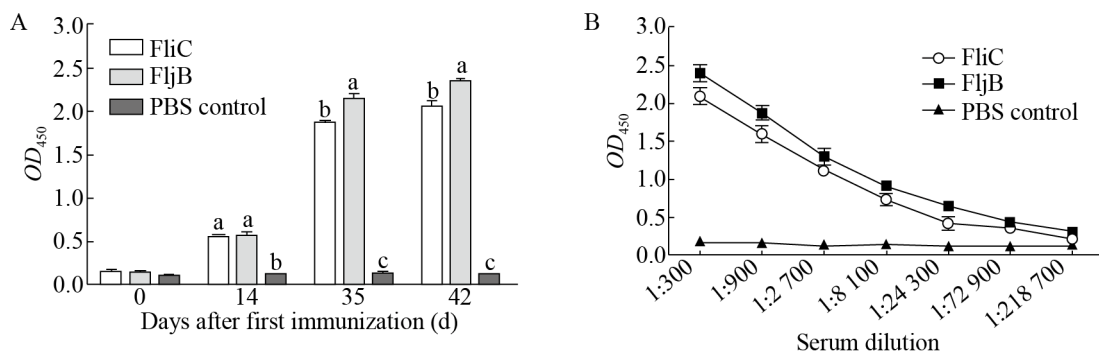 A
3.0
2.5
2.0
1.5
1.0
0.5
0.0
OD450
FliC
FljB
PBS control
a a b
b a c
b a c
0 14 35 42
Days after first immunization (d)
B
3.0
2.5
2.0
1.5
1.0
0.5
0.00
OD450
FliC
FljB
PBS control
1:300
1:900
1:2 700
1:8 100
1:24 300
1:72 900
1:218 700
Serum dilution